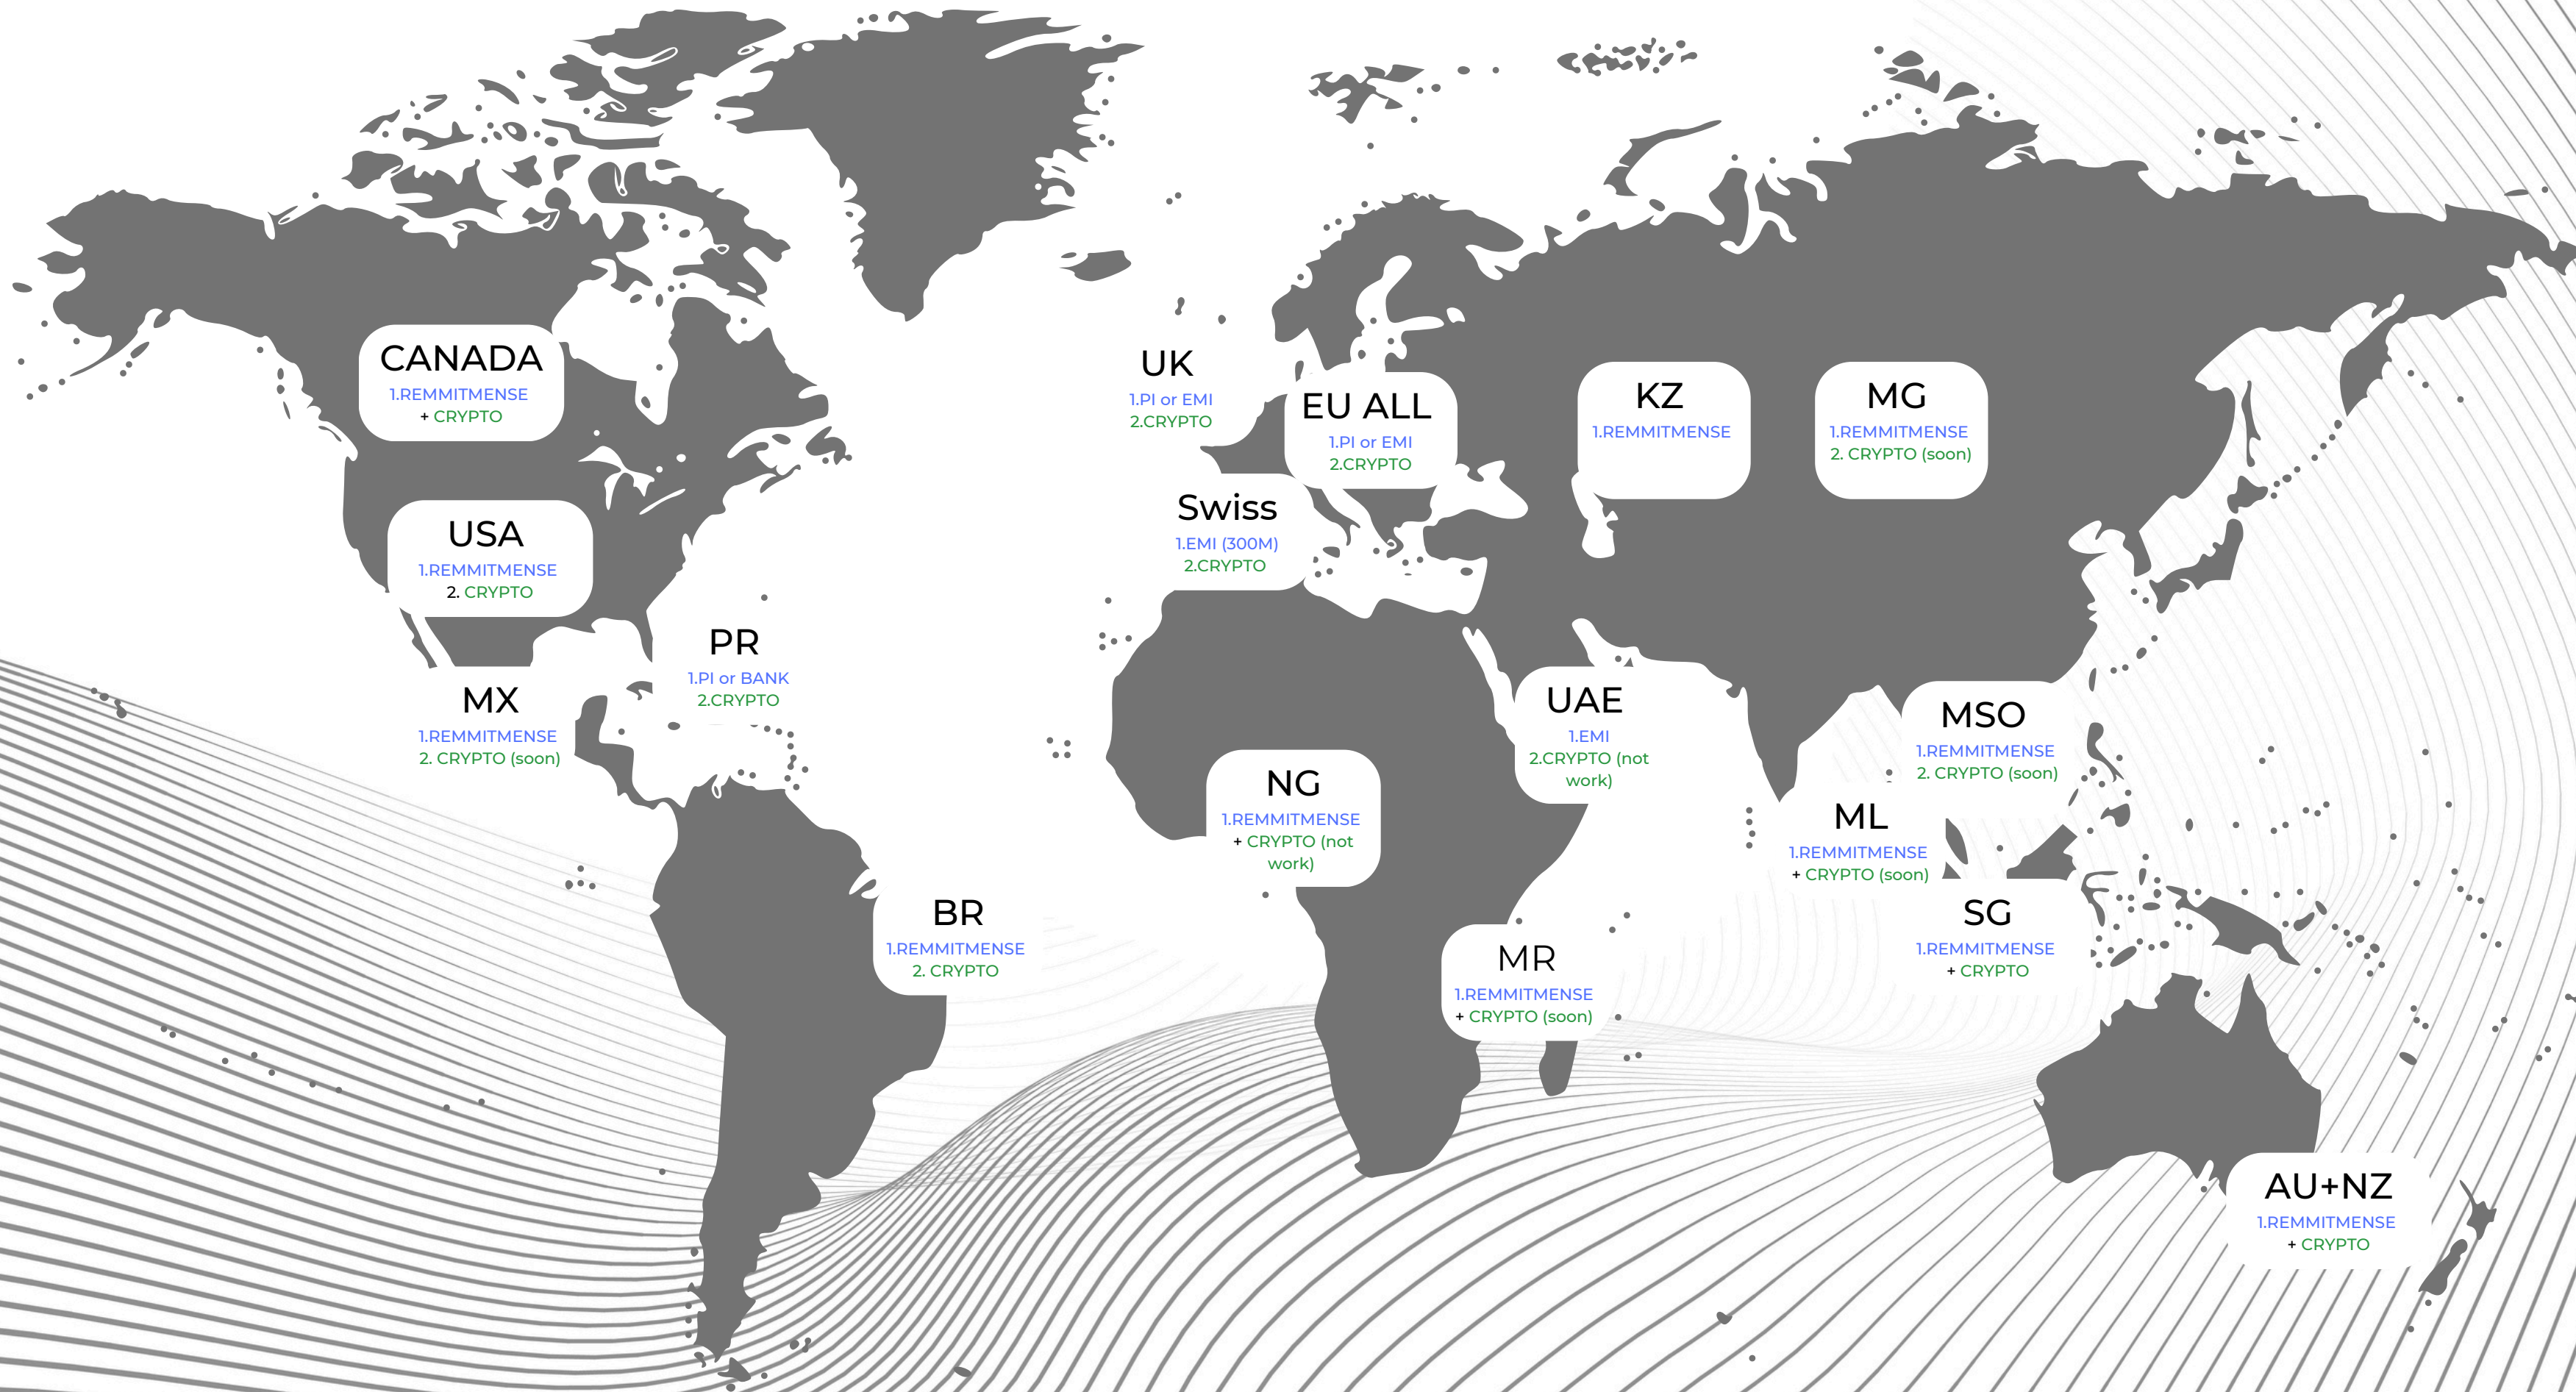 CANADA
1.REMMITMENSE
+ CRYPTO
UK
1.PI or EMI
2.CRYPTO
EU ALL
1.PI or EMI
2.CRYPTO
KZ
1.REMMITMENSE
MG
1.REMMITMENSE
2. CRYPTO (soon)
USA
1.REMMITMENSE
2. CRYPTO
Swiss
1.EMI (300M)
2.CRYPTO
PR
1.PI or BANK
2.CRYPTO
MX
1.REMMITMENSE
2. CRYPTO (soon)
UAE
1.EMI
2.CRYPTO (not
work)
MSO
1.REMMITMENSE
2. CRYPTO (soon)
NG
1.REMMITMENSE
+ CRYPTO (not
work)
ML
1.REMMITMENSE
+ CRYPTO (soon)
BR
1.REMMITMENSE
2. CRYPTO
SG
1.REMMITMENSE
+ CRYPTO
MR
1.REMMITMENSE
+ CRYPTO (soon)
AU+NZ
1.REMMITMENSE
+ CRYPTO